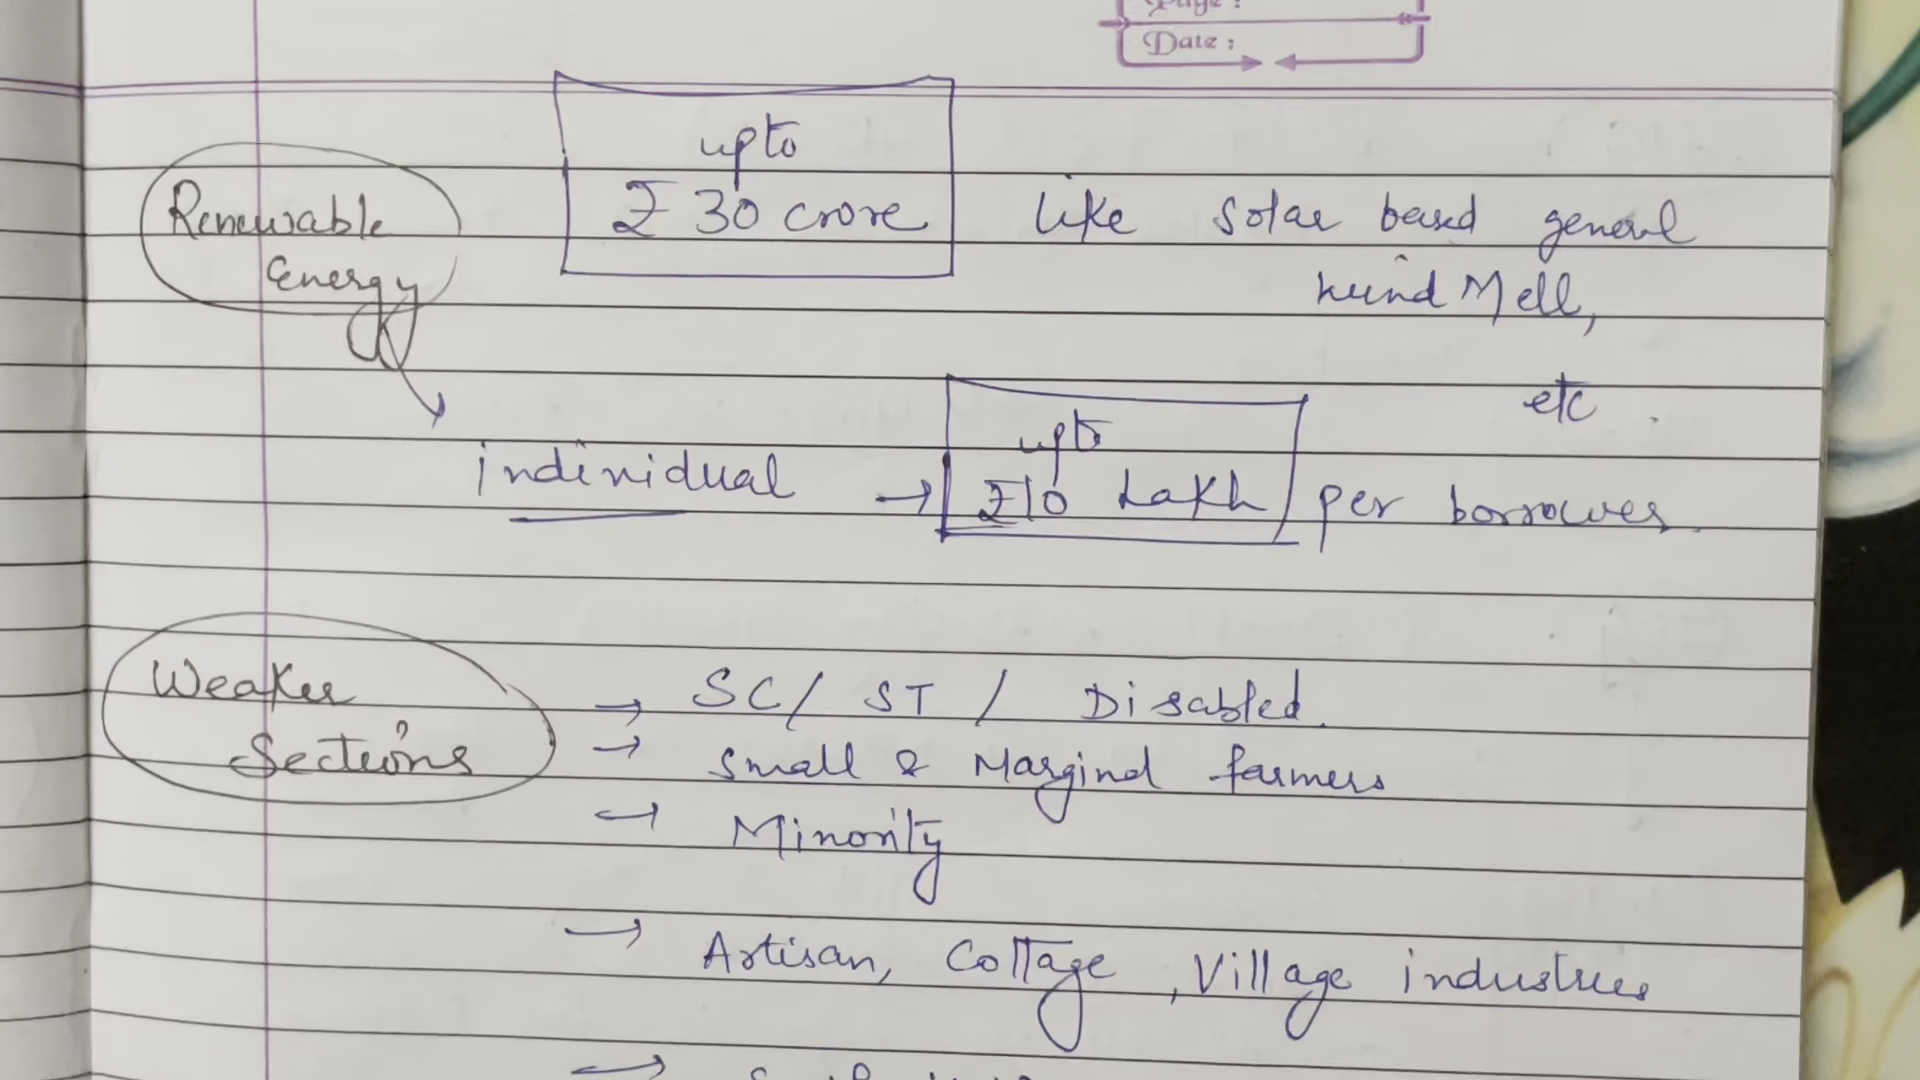 Page :
Date :
upto
Renewable ₹ 30 crore like solar based general
Energy
Wind Mell,
etc
upto
individual → ₹10 Lakh per borrower.
Weaker → SC/ ST / Disabled.
Sections → Small & Marginal farmers
→ Minority
→ Artisan, Cottage, Village industries
→